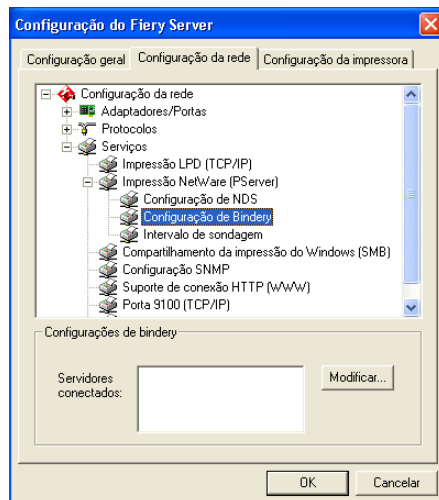 Configuração do Fiery Server
Configuração geral
Configuração da rede
Configuração da impressora
Configuração da rede
Adaptadores/Portas
Protocolos
Serviços
Impressão LPD (TCP/IP)
Impressão NetWare (PServer)
Configuração de NDS
Configuração de Bindery
Intervalo de sondagem
Compartilhamento da impressão do Windows (SMB)
Configuração SNMP
Suporte de conexão HTTP (WWW)
Porta 9100 (TCP/IP)
Configurações de bindery
Servidores
conectados:
Modificar...
OK
Cancelar